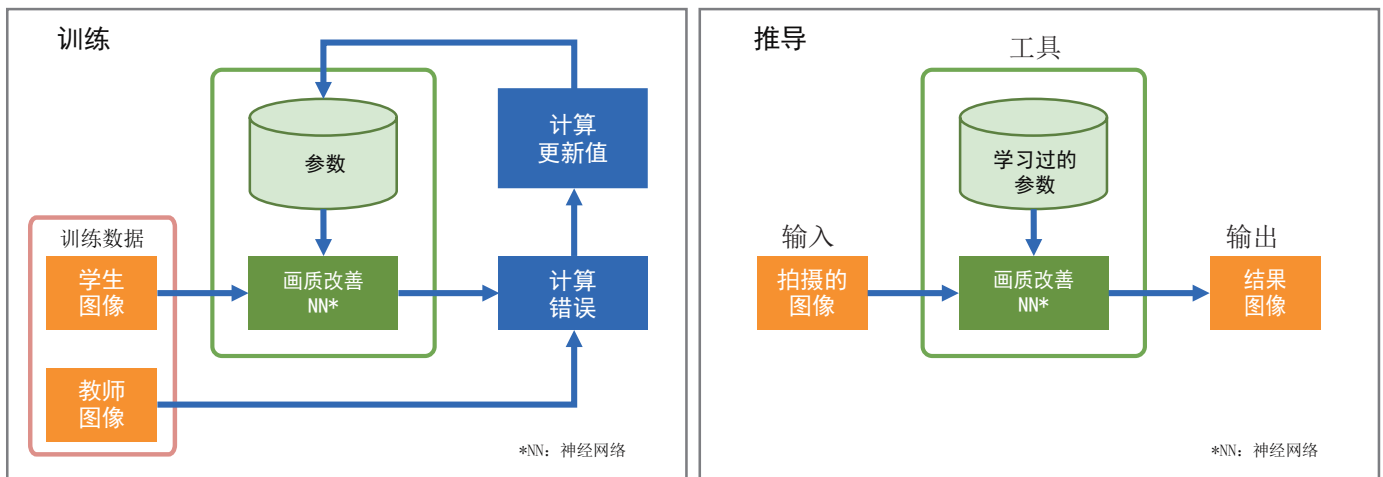 训练
参数
计算
更新值
训练数据
学生
图像
画质改善
NN*
计算
错误
教师
图像
*NN: 神经网络
推导
工具
学习过的
参数
输入
拍摄的
图像
画质改善
NN*
输出
结果
图像
*NN: 神经网络